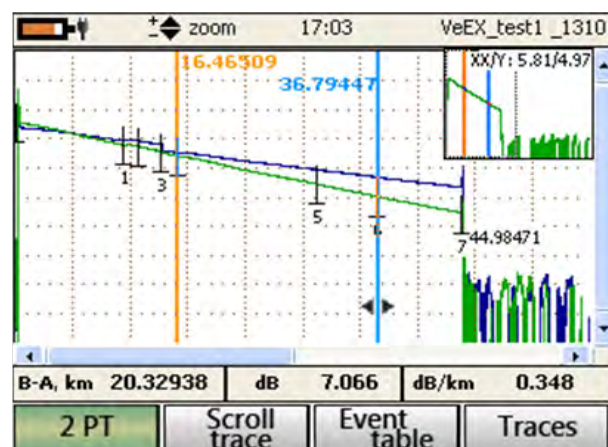 zoom 17:03 VeEX_test1 _1310
16.46509
XX/Y: 5.81/4.97
36.79447
1
3
5
6
7
44.98471
B-A, km 20.32938 dB 7.066 dB/km 0.348
2 PT
Scroll trace
Event table
Traces